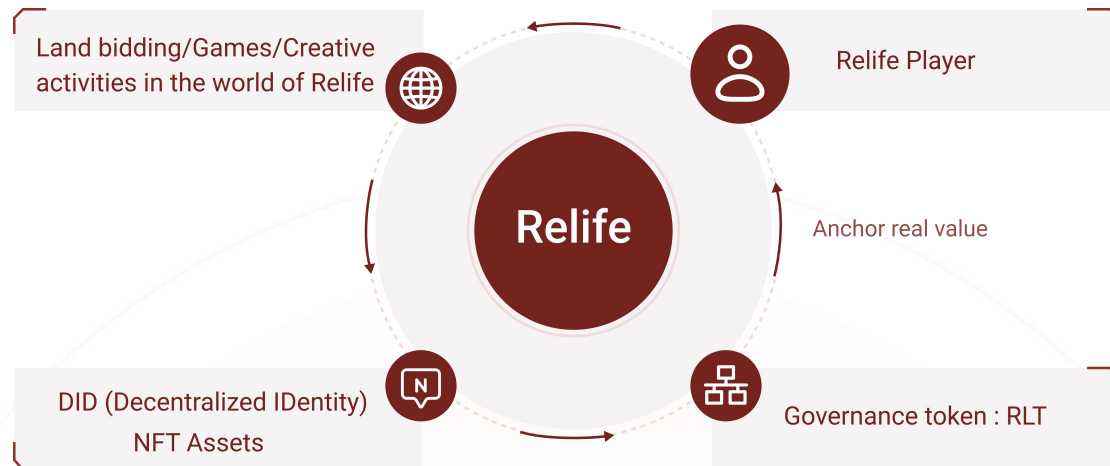 Land bidding/Games/Creative
activities in the world of Relife
Relife Player
Relife
Anchor real value
DID (Decentralized IDentity)
NFT Assets
N
Governance token : RLT